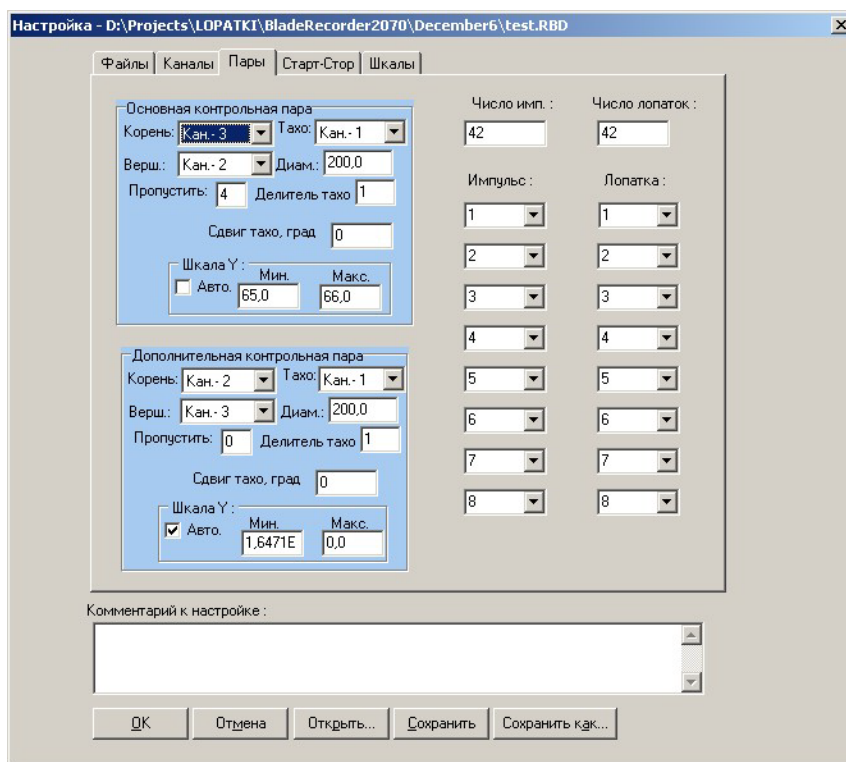 Настройка - D:\Projects\LOPATKI\BladeRecorder2070\December6\test.RBD
Файлы Каналы Пары Старт-Стор Шкалы
Основная контрольная пара
Корень: Кан.- 3 Тахо: Кан.- 1
Верш.: Кан.- 2 Диам.: 200,0
Пропустить: 4 Делитель тахо 1
Сдвиг тахо, град 0
Шкала Y :
Авто. Мин. Макс.
65,0 66,0
Дополнительная контрольная пара
Корень: Кан.- 2 Тахо: Кан.- 1
Верш.: Кан.- 3 Диам.: 200,0
Пропустить: 0 Делитель тахо 1
Сдвиг тахо, град 0
Шкала Y :
Авто. Мин. Макс.
1,6471E 0,0
Число имп. : Число лопаток :
42 42
Импульс : Лопатка :
1 1
2 2
3 3
4 4
5 5
6 6
7 7
8 8
Комментарий к настройке :
OK Отмена Открыть... Сохранить Сохранить как...